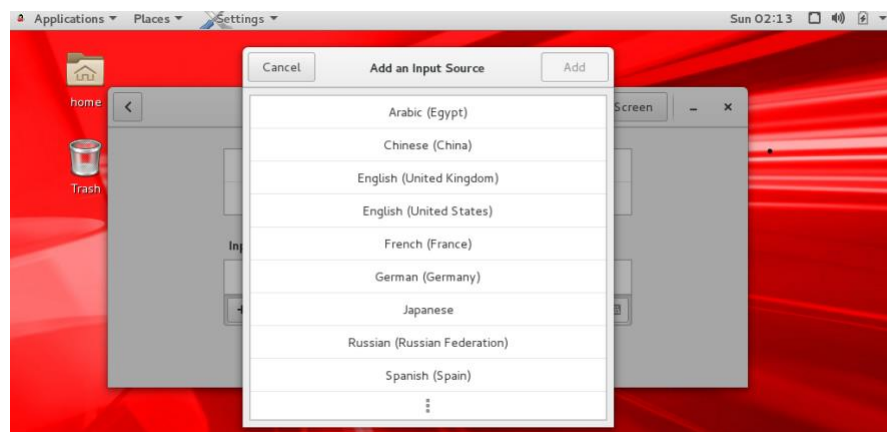 Applications Places Settings Sun 02:13
Cancel Add an Input Source Add
home
Screen
Arabic (Egypt)
Chinese (China)
English (United Kingdom)
Trash
English (United States)
French (France)
German (Germany)
Japanese
Russian (Russian Federation)
Spanish (Spain)